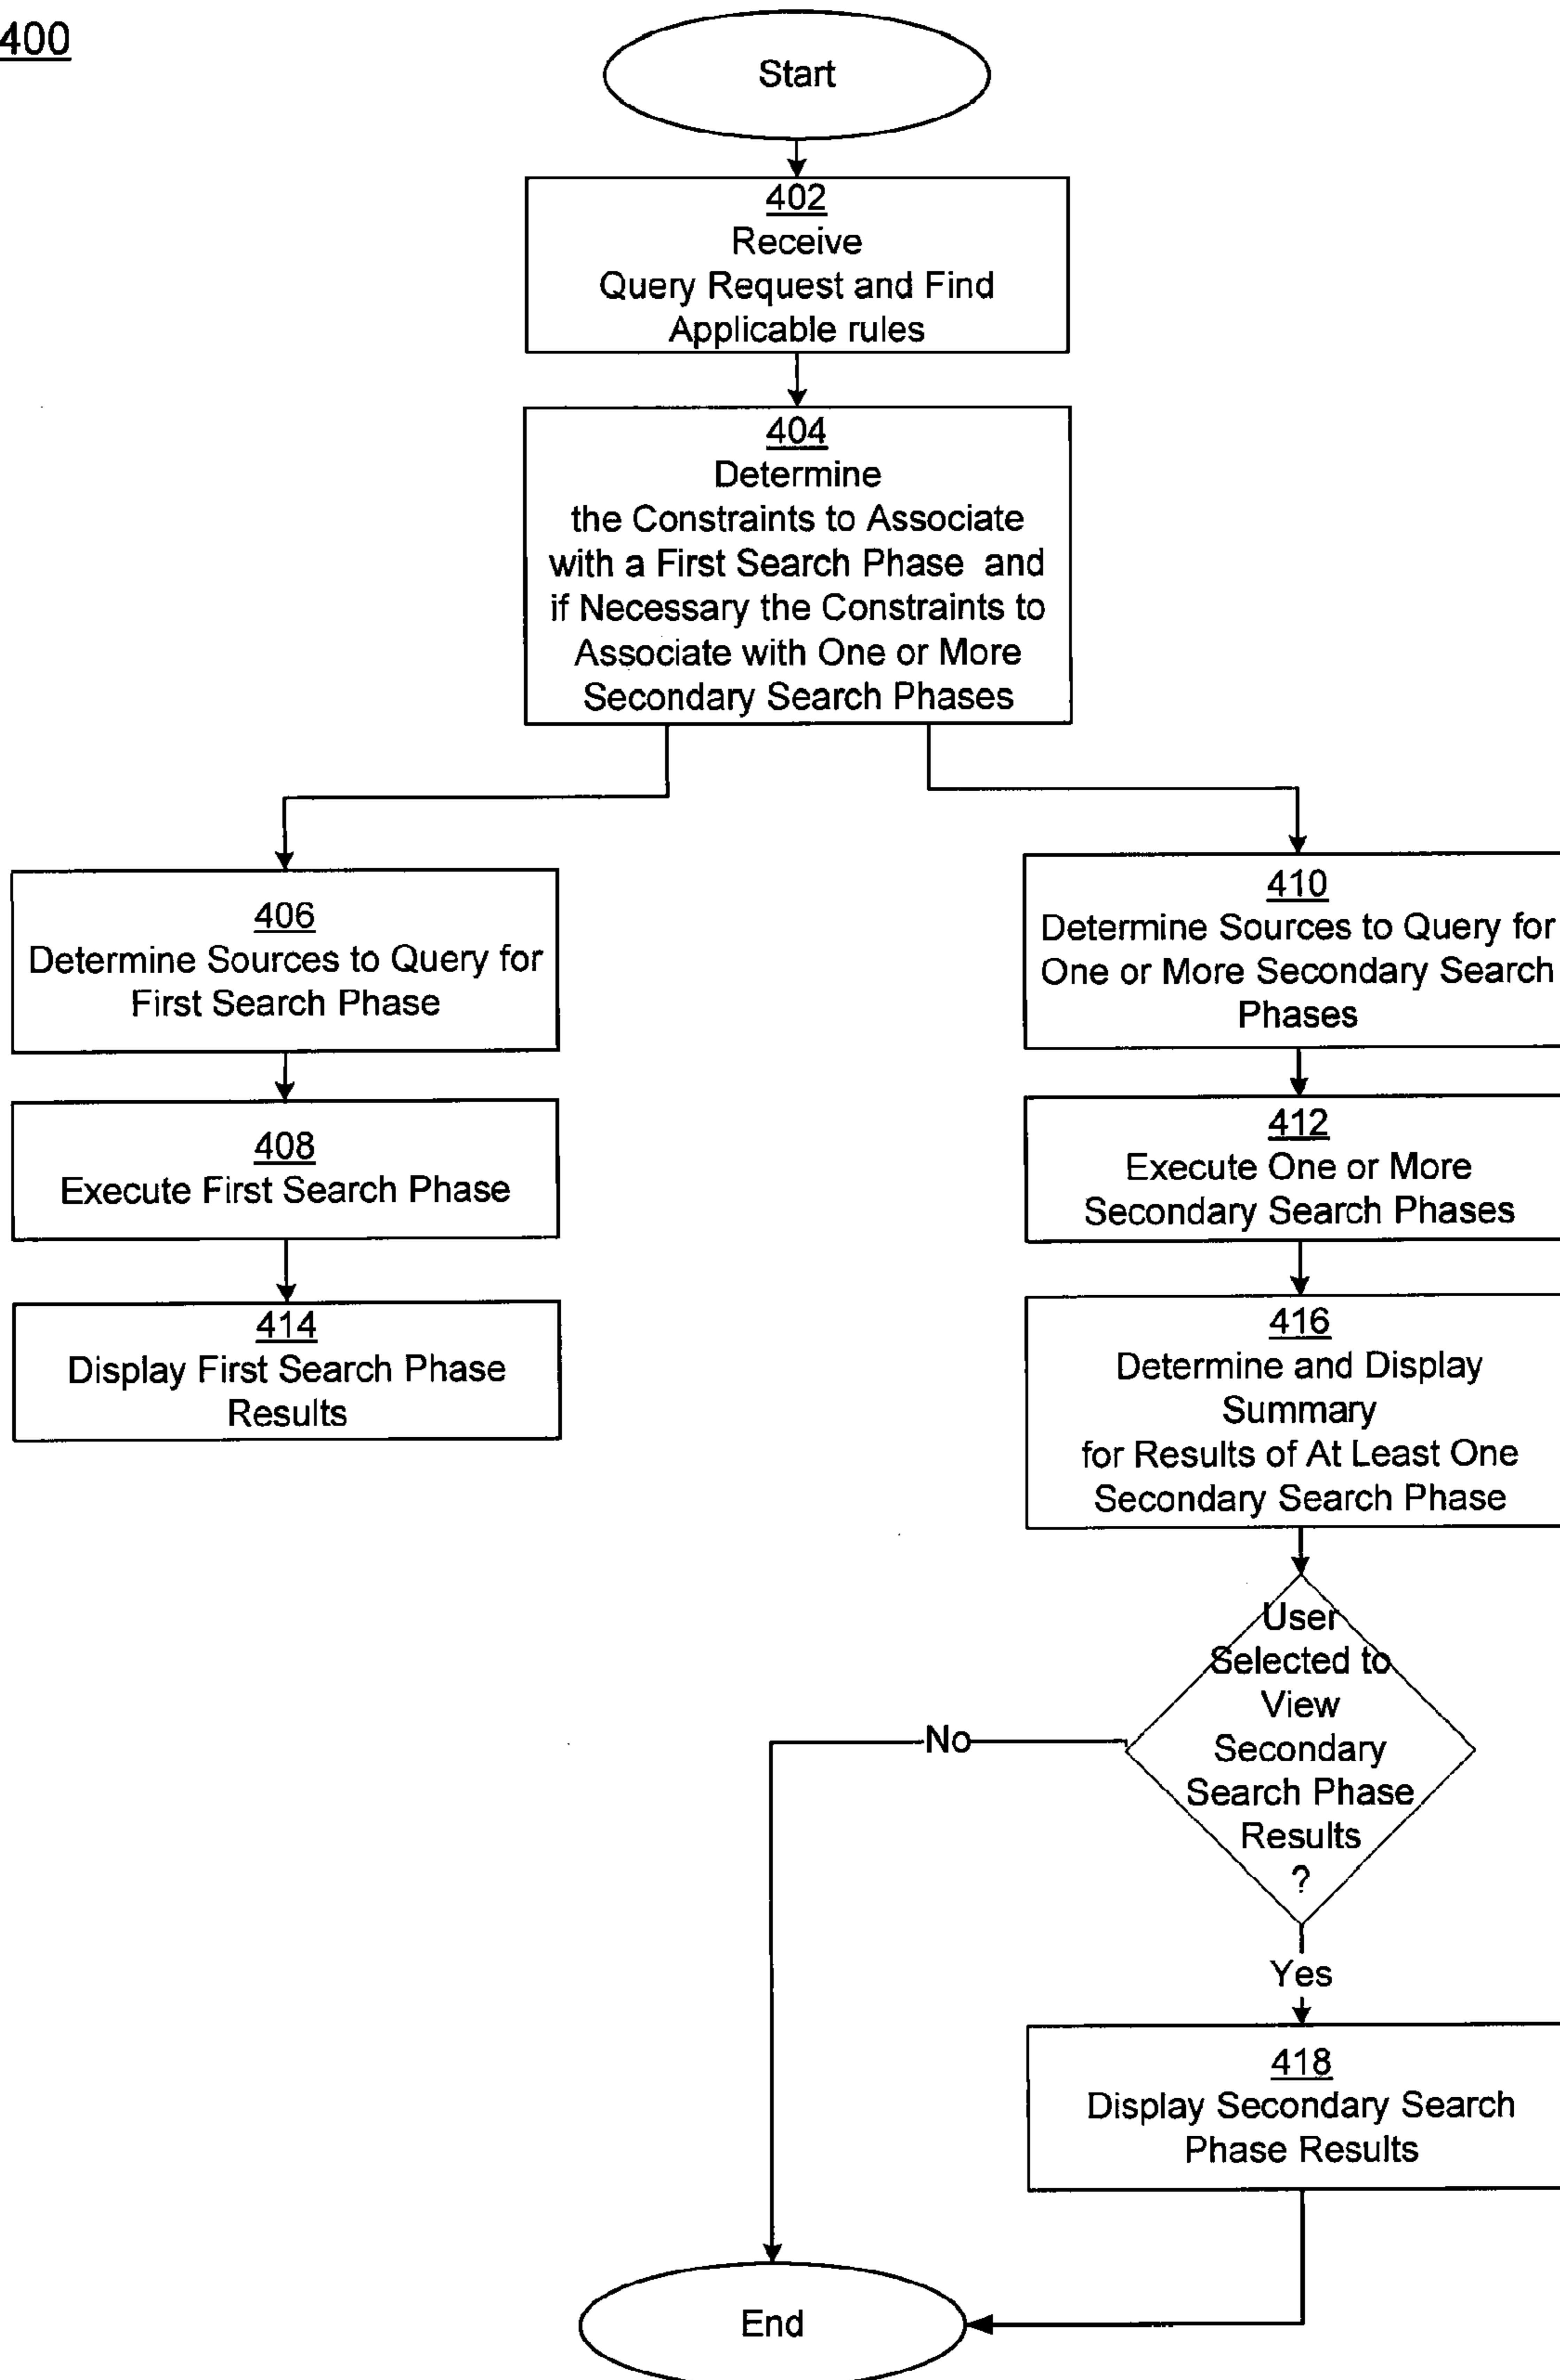 400
Start
402
Receive
Query Request and Find
Applicable rules
404
Determine
the Constraints to Associate
with a First Search Phase and
if Necessary the Constraints to
Associate with One or More
Secondary Search Phases
406
Determine Sources to Query for
First Search Phase
408
Execute First Search Phase
414
Display First Search Phase
Results
410
Determine Sources to Query for
One or More Secondary Search
Phases
412
Execute One or More
Secondary Search Phases
416
Determine and Display
Summary
for Results of At Least One
Secondary Search Phase
User
Selected to
View
Secondary
Search Phase
Results
?
No
Yes
418
Display Secondary Search
Phase Results
End